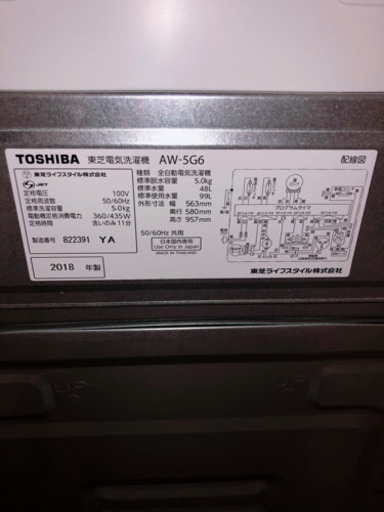 TOSHIBA 東芝電気洗濯機 AW-5G6 配線図
東芝ライフスタイル株式会社
JET
定格電圧 100V
定格周波数 50/60Hz
標準洗濯容量 5.0kg
電動機定格消費電力 360/435W
定格時間 洗いのみ 11分
製造番号 822391 YA
2018 年製
種類 全自動電気洗濯機
標準脱水容量 5.0kg
標準水量 48L
標準使用水量 99L
外形寸法 幅 563mm
奥行 580mm
高さ 957mm
50/60Hz 共用
日本国内専用
Use Only in Japan
MADE IN THAILAND
プログラムタイマ
東芝ライフスタイル株式会社